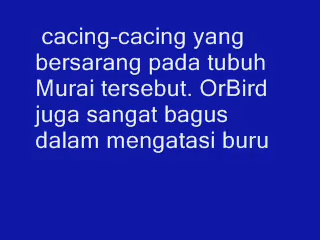 cacing-cacing yang
bersarang pada tubuh
Murai tersebut. OrBird
juga sangat bagus
dalam mengatasi buru